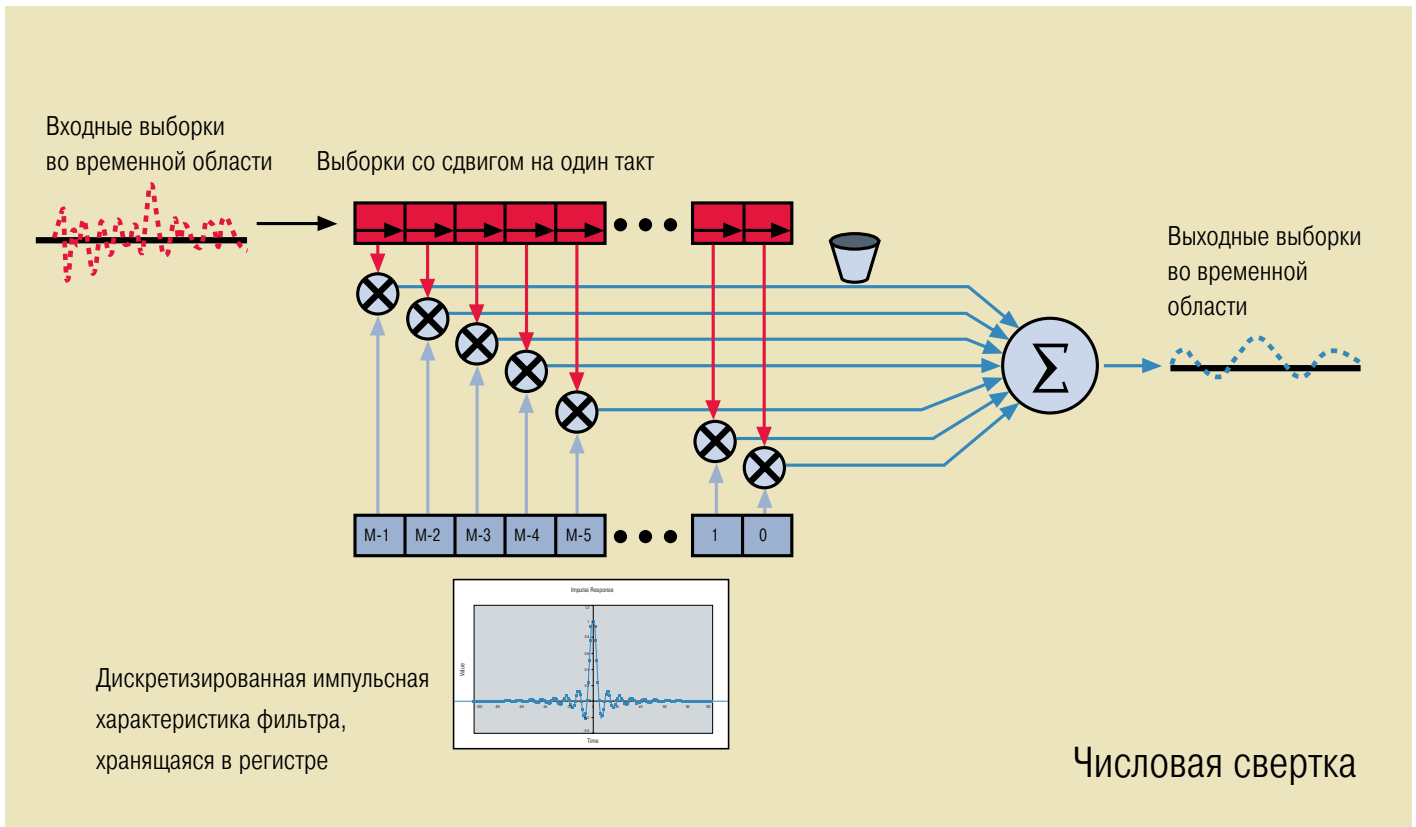 Входные выборки
во временной области
Выборки со сдвигом на один такт
Выходные выборки
во временной
области
Σ
M-1 M-2 M-3 M-4 M-5 1 0
Impulse Response
Value
Time
Дискретизированная импульсная
характеристика фильтра,
хранящаяся в регистре
Числовая свертка